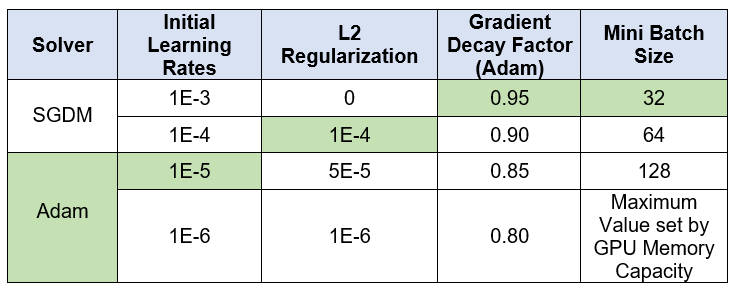 Solver
Initial
Learning
Rates
L2
Regularization
Gradient
Decay Factor
(Adam)
Mini Batch
Size
SGDM
1E-3
0
0.95
32
1E-4
1E-4
0.90
64
Adam
1E-5
5E-5
0.85
128
1E-6
1E-6
0.80
Maximum
Value set by
GPU Memory
Capacity